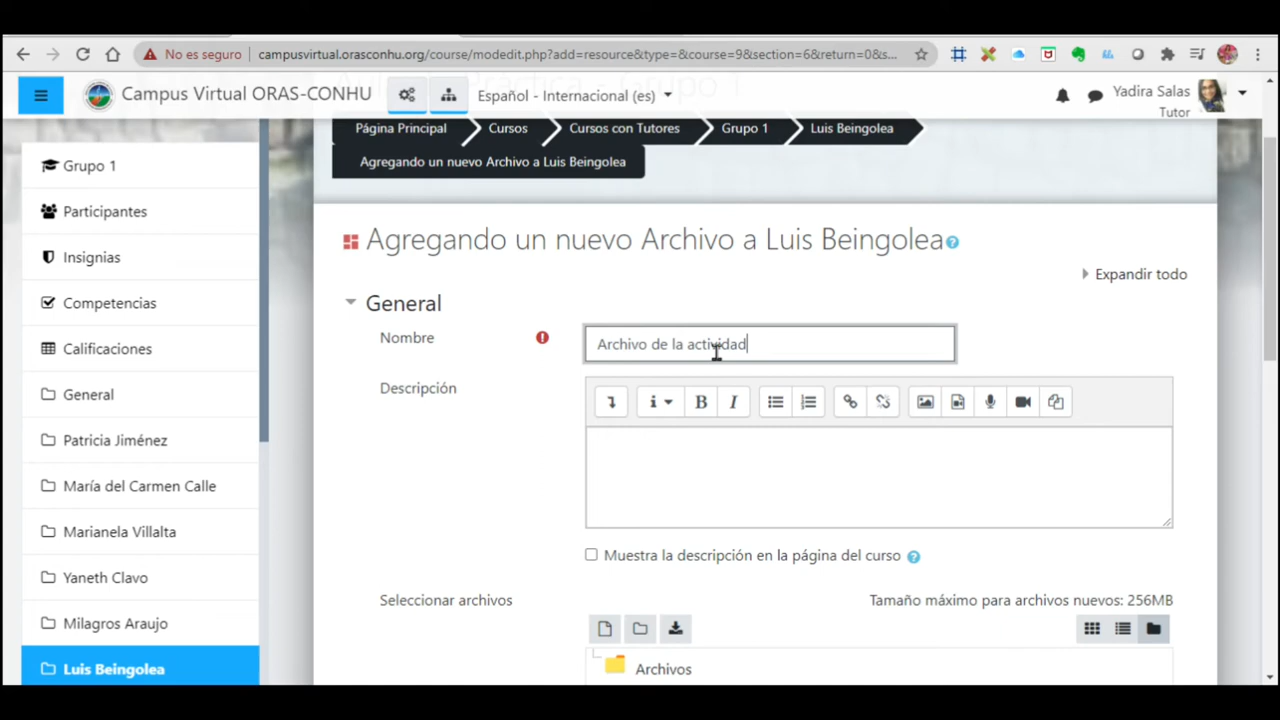 No es seguro
campusvirtual.orasconhu.org/course/modedit.php?add=resource&type=&course=9&section=6&return=0&s...
Campus Virtual ORAS-CONHU
Español - Internacional (es)
Yadira Salas
Tutor
Grupo 1
Página Principal
Cursos
Cursos con Tutores
Grupo 1
Luis Beingolea
Agregando un nuevo Archivo a Luis Beingolea
Grupo 1
Participantes
Insignias
Competencias
Calificaciones
General
Patricia Jiménez
María del Carmen Calle
Marianela Villalta
Yaneth Clavo
Milagros Araujo
Luis Beingolea
Agregando un nuevo Archivo a Luis Beingolea
Expandir todo
General
Nombre
Archivo de la actividad
Descripción
Muestra la descripción en la página del curso
Seleccionar archivos
Tamaño máximo para archivos nuevos: 256MB
Archivos